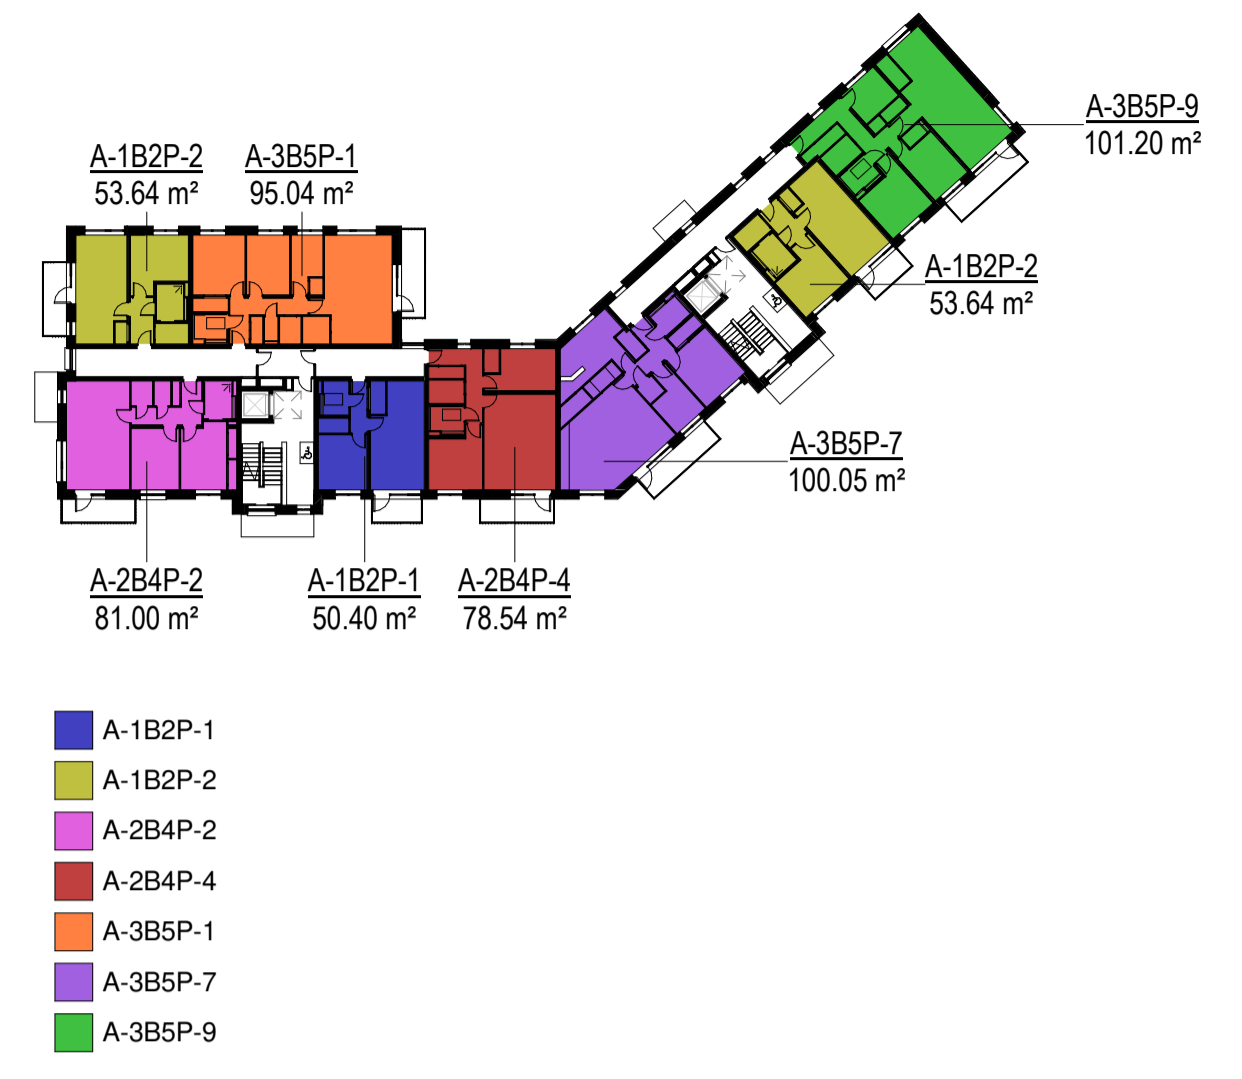 A-3B5P-9
101.20 m²
A-1B2P-2
53.64 m²
A-3B5P-1
95.04 m²
A-1B2P-2
53.64 m²
A-3B5P-7
100.05 m²
A-2B4P-2
81.00 m²
A-1B2P-1
50.40 m²
A-2B4P-4
78.54 m²
A-1B2P-1
A-1B2P-2
A-2B4P-2
A-2B4P-4
A-3B5P-1
A-3B5P-7
A-3B5P-9